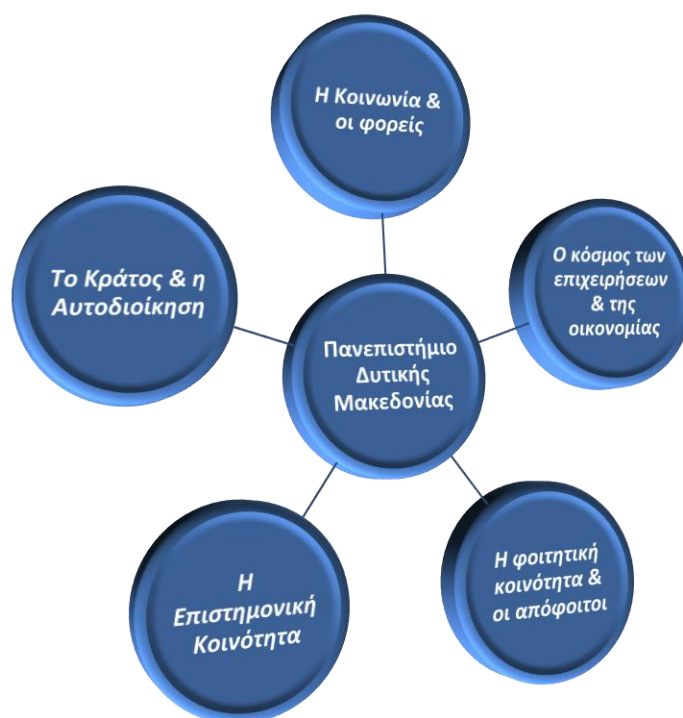 Η Κοινωνία &
οι φορείς
Το Κράτος & η
Αυτοδιοίκηση
Ο κόσμος των
επιχειρήσεων
& της
οικονομίας
Πανεπιστήμιο
Δυτικής
Μακεδονίας
Η
Επιστημονική
Κοινότητα
Η φοιτητική
κοινότητα &
οι απόφοιτοι